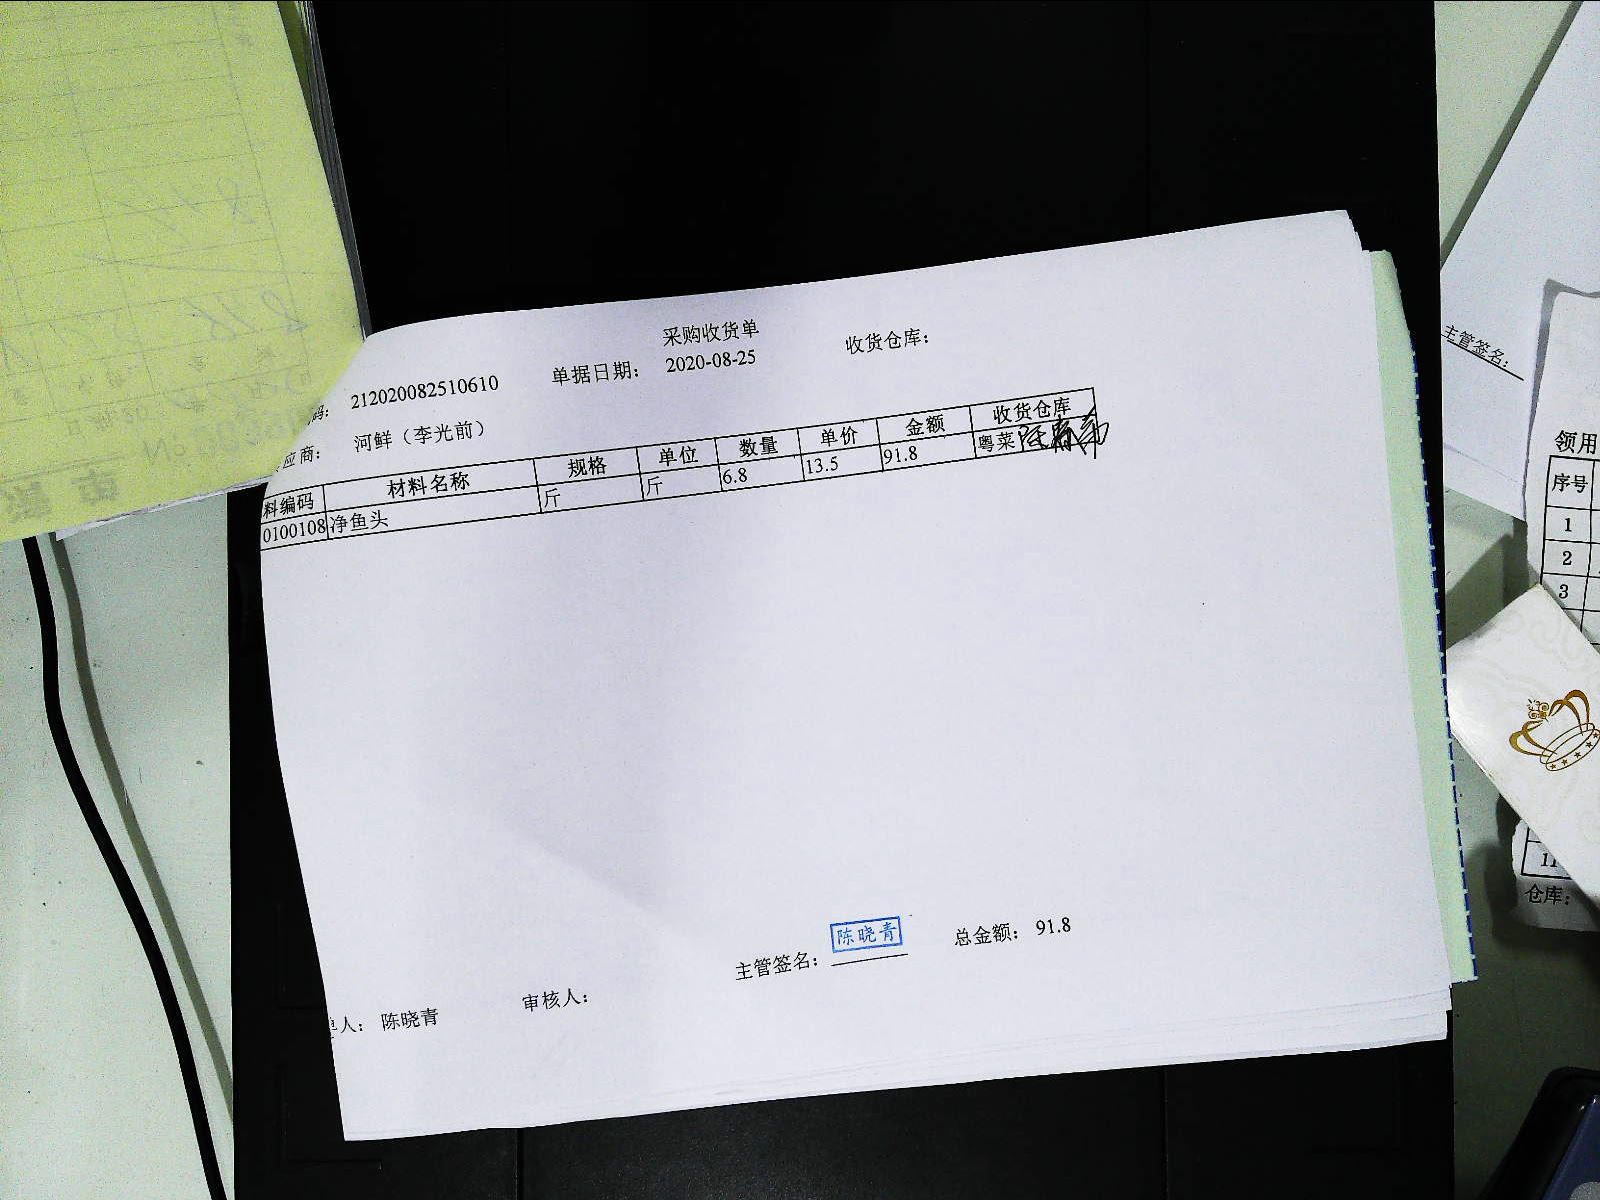 采购收货单
码: 212020082510610 单据日期: 2020-08-25 收货仓库:
应商: 河鲜（李光前）
料编码 材料名称 规格 单位 数量 单价 金额 收货仓库
0100108 净鱼头 斤 斤 6.8 13.5 91.8 粤菜
主管签名: 陈晓青 总金额: 91.8
人: 陈晓青 审核人:
主管签名:
领用
序号
1
2
3
11
仓库: